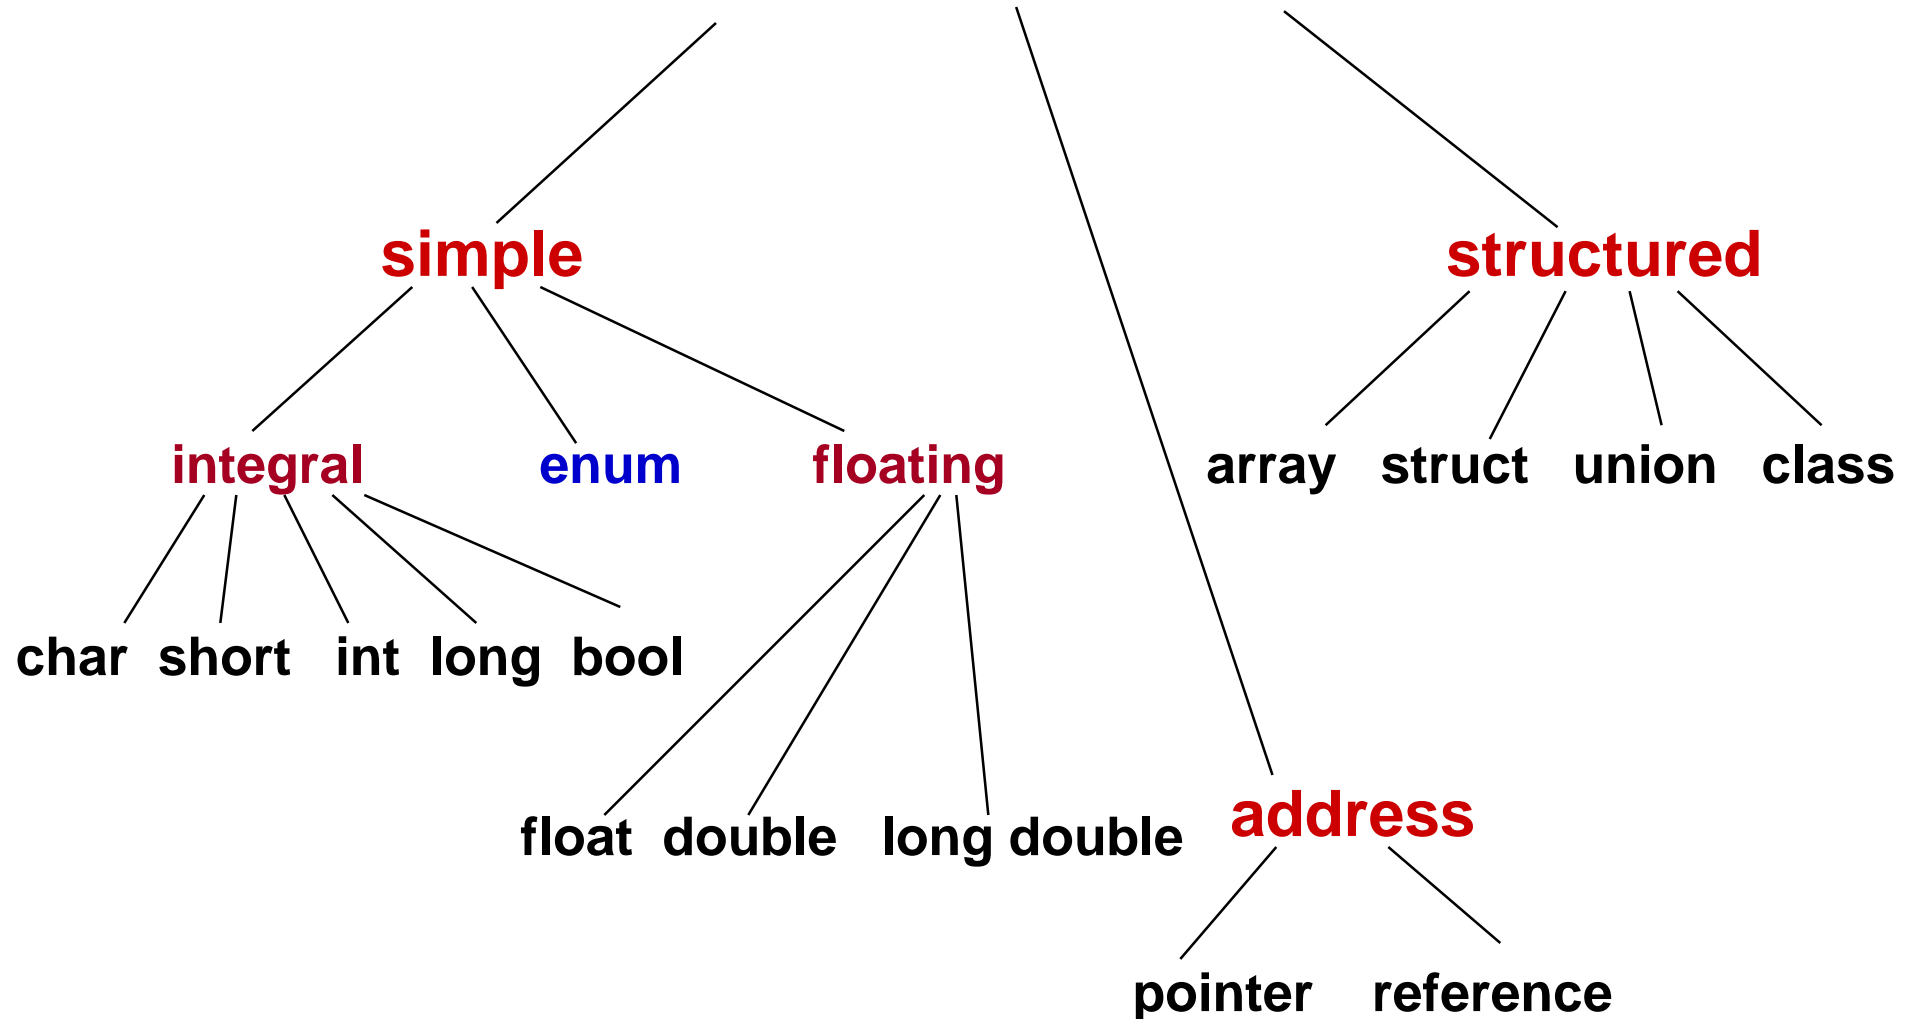 simple structured
integral enum floating array struct union class
char short int long bool
float double long double address
pointer reference